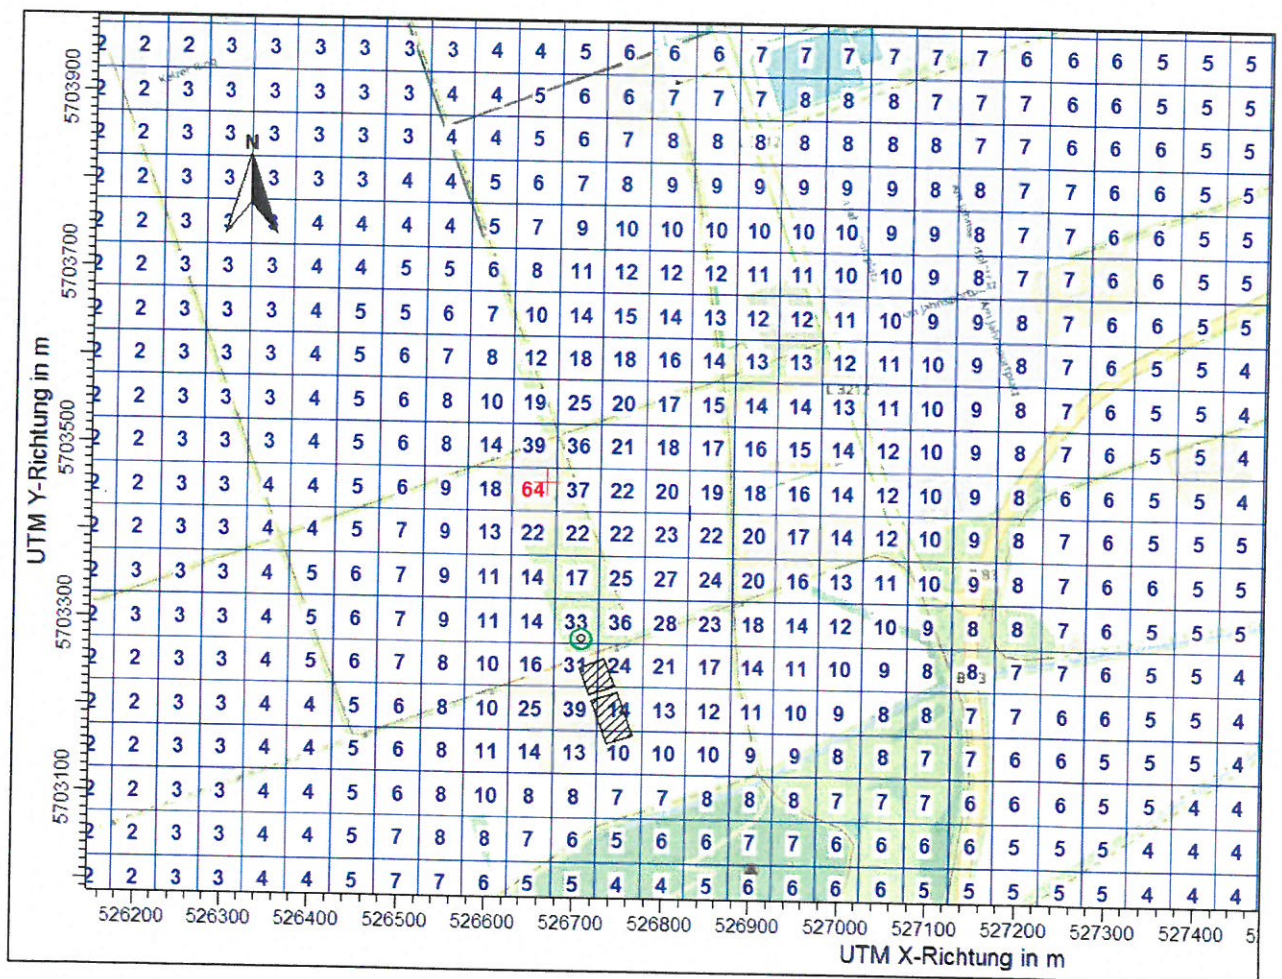 2 2 2 3 3 3 3 3 3 4 4 5 6 6 6 7 7 7 7 7 7 6 6 6 5 5 5
5703900
2 2 3 3 3 3 3 3 4 4 5 6 6 7 7 7 8 8 8 7 7 7 6 6 5 5 5
2 2 3 3 3 3 3 3 4 4 5 6 7 8 8 8 8 8 8 8 7 7 6 6 6 5 5
N
2 2 3 3 3 3 3 4 4 5 6 7 8 9 9 9 9 9 9 8 8 7 7 6 6 5 5
2 2 3 3 3 4 4 4 4 5 7 9 10 10 10 10 10 10 9 9 8 7 7 6 6 5 5
5703700
2 2 3 3 3 4 4 5 5 6 8 11 12 12 12 11 11 10 10 9 8 7 7 6 6 5 5
2 2 3 3 3 4 5 5 6 7 10 14 15 14 13 12 12 11 10 9 9 8 7 6 6 5 5
2 2 3 3 3 4 5 6 7 8 12 18 18 16 14 13 13 12 11 10 9 8 7 6 5 5 4
L 3212
2 2 3 3 3 4 5 6 8 10 19 25 20 17 15 14 14 13 11 10 9 8 7 6 5 5 4
5703500
2 2 3 3 3 4 5 6 8 14 39 36 21 18 17 16 15 14 12 10 9 8 7 6 5 5 4
2 2 3 3 4 4 5 6 9 18 64 37 22 20 19 18 16 14 12 10 9 8 6 6 5 5 4
2 2 3 3 4 4 5 7 9 13 22 22 22 23 22 20 17 14 12 10 9 8 7 6 5 5 5
2 3 3 3 4 5 6 7 9 11 14 17 25 27 24 20 16 13 11 10 9 8 7 6 6 5 5
5703300
2 3 3 3 4 5 6 7 9 11 14 33 36 28 23 18 14 12 10 9 8 8 7 6 5 5 5
2 2 3 3 4 5 6 7 8 10 16 31 24 21 17 14 11 10 9 8 8 7 7 6 5 5 4
2 2 3 3 4 4 5 6 8 10 25 39 14 13 12 11 10 9 8 8 7 7 6 6 5 5 4
2 2 3 3 4 4 5 6 8 11 14 13 10 10 10 9 9 8 8 7 7 6 6 5 5 5 4
5703100
2 2 3 3 4 4 5 6 8 10 8 8 7 7 8 8 8 7 7 7 6 6 6 5 5 4 4
2 2 3 3 4 4 5 7 8 8 7 6 5 6 6 7 7 6 6 6 6 5 5 5 4 4 4
2 2 3 3 4 4 5 7 7 6 5 5 4 4 5 6 6 6 6 5 5 5 5 5 4 4 4
526200 526300 526400 526500 526600 526700 526800 526900 527000 527100 527200 527300 527400
UTM X-Richtung in m
UTM Y-Richtung in m